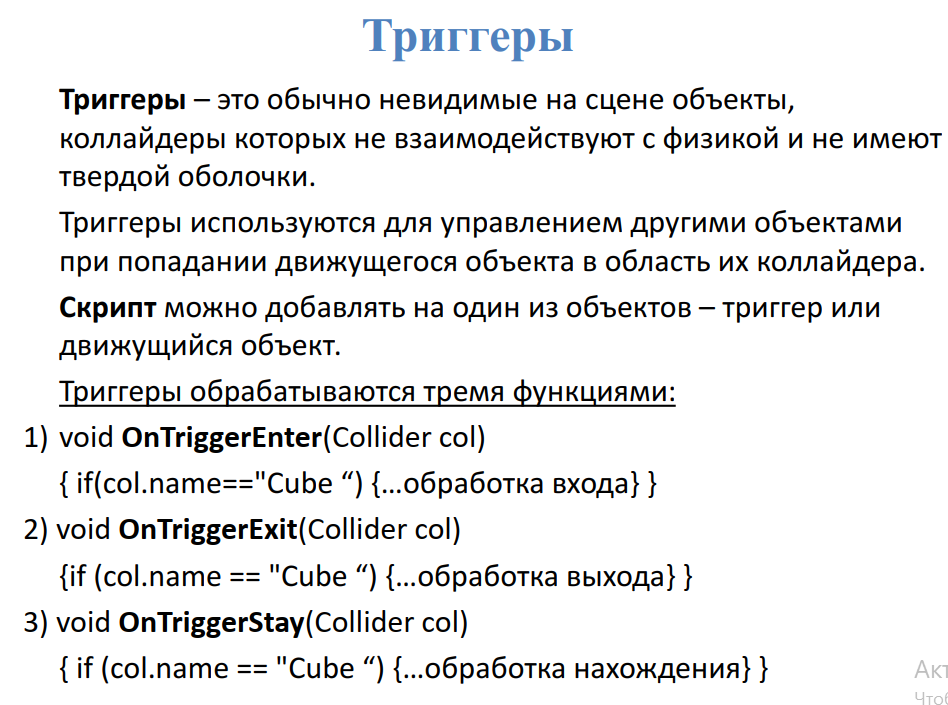 Триггеры
Триггеры – это обычно невидимые на сцене объекты,
коллайдеры которых не взаимодействуют с физикой и не имеют
твердой оболочки.
Триггеры используются для управлением другими объектами
при попадании движущегося объекта в область их коллайдера.
Скрипт можно добавлять на один из объектов – триггер или
движущийся объект.
Триггеры обрабатываются тремя функциями:
1) void OnTriggerEnter(Collider col)
{ if(col.name=="Cube “) {…обработка входа} }
2) void OnTriggerExit(Collider col)
{if (col.name == "Cube “) {…обработка выхода} }
3) void OnTriggerStay(Collider col)
{ if (col.name == "Cube “) {…обработка нахождения} }